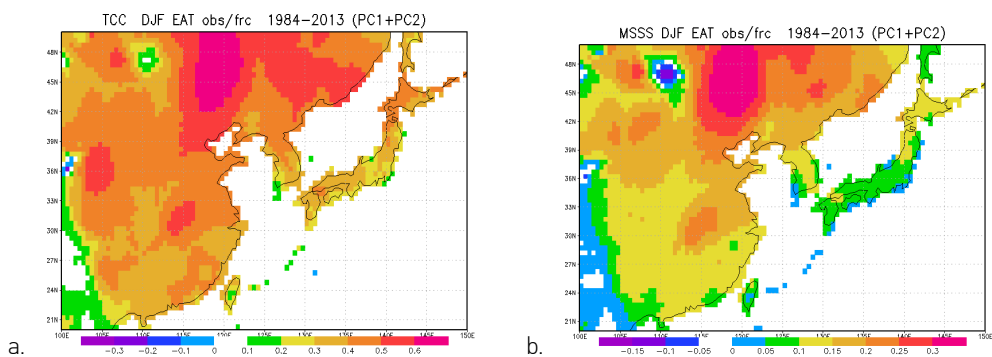 TCC DJF EAT obs/frc 1984-2013 (PC1+PC2)
48N
45N
42N
39N
36N
33N
30N
27N
24N
21N
100E 105E 110E 115E 120E 125E 130E 135E 140E 145E 150E
-0.3 -0.2 -0.1 0 0.1 0.2 0.3 0.4 0.5 0.6
a.
MSSS DJF EAT obs/frc 1984-2013 (PC1+PC2)
48N
45N
42N
39N
36N
33N
30N
27N
24N
21N
100E 105E 110E 115E 120E 125E 130E 135E 140E 145E 150E
-0.15 -0.1 -0.05 0 0.05 0.1 0.15 0.2 0.25 0.3
b.